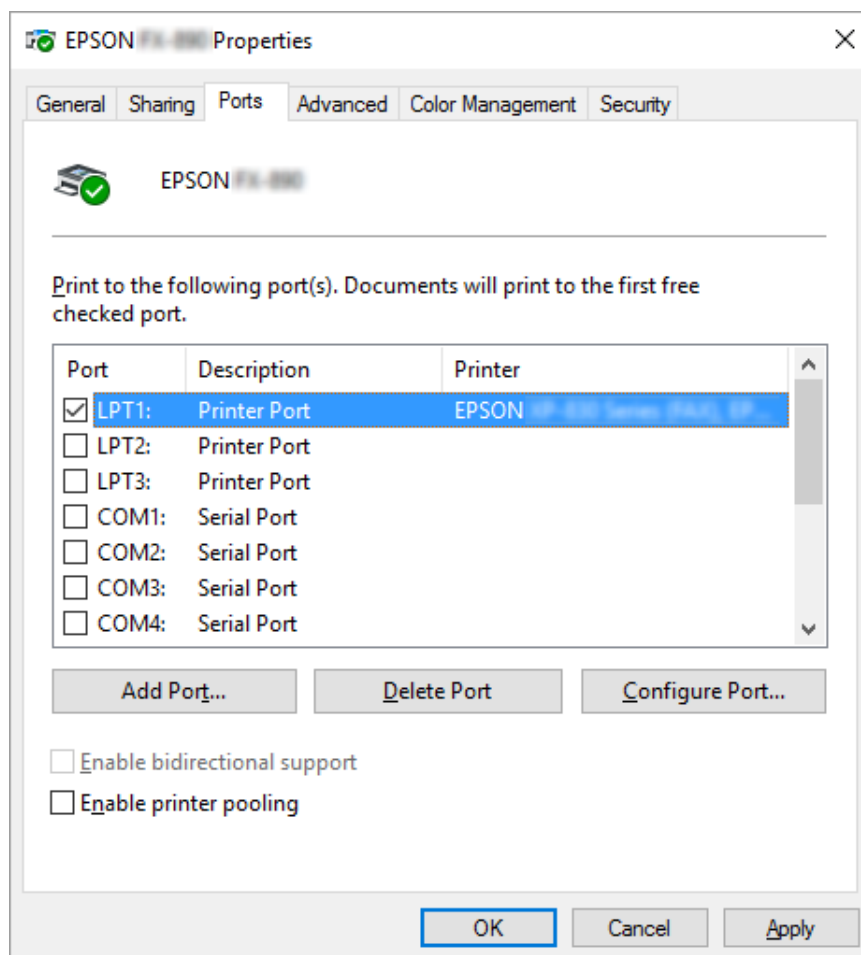 EPSON Properties
General Sharing Ports Advanced Color Management Security
EPSON
Print to the following port(s). Documents will print to the first free
checked port.
Port Description Printer
LPT1: Printer Port EPSON
LPT2: Printer Port
LPT3: Printer Port
COM1: Serial Port
COM2: Serial Port
COM3: Serial Port
COM4: Serial Port
Add Port... Delete Port Configure Port...
Enable bidirectional support
Enable printer pooling
OK Cancel Apply